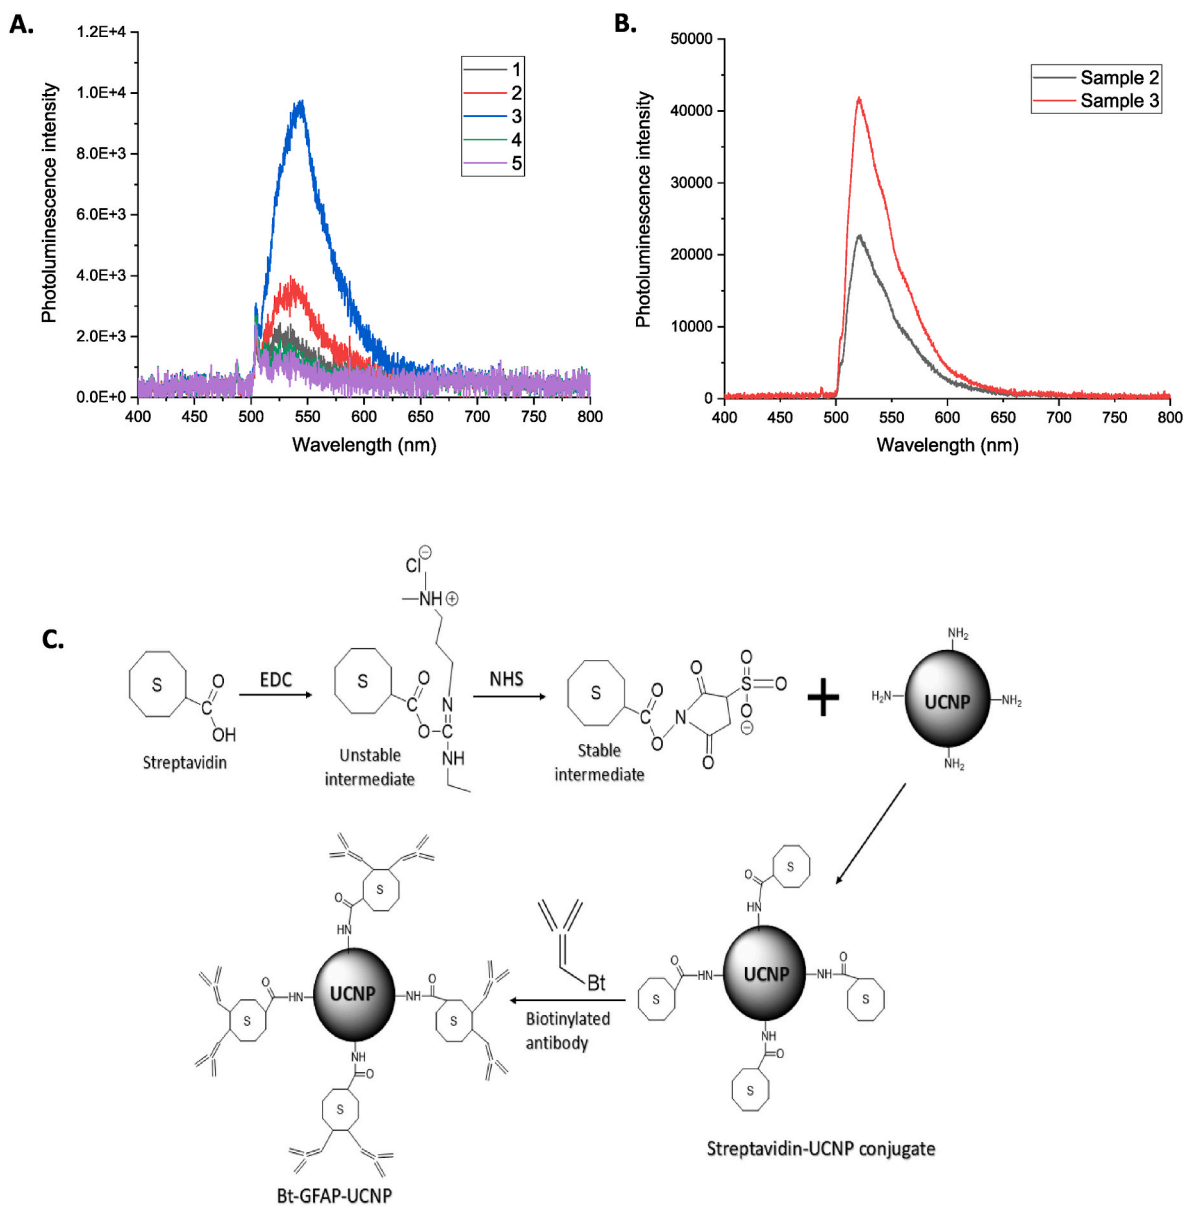 A.
1.2E+4
1.0E+4
8.0E+3
6.0E+3
4.0E+3
2.0E+3
0.0E+0
Photoluminescence intensity
400 450 500 550 600 650 700 750 800
Wavelength (nm)
1
2
3
4
5
B.
50000
40000
30000
20000
10000
0
Photoluminescence intensity
400 450 500 550 600 650 700 750 800
Wavelength (nm)
Sample 2
Sample 3
C.
S
O
C
OH
Streptavidin
EDC
Cl⊖
NH⊕
S
O
C
N
O
C
NH
Unstable
intermediate
NHS
S
O
C
O
N
O
O
O
S
O
O
⊖
Stable
intermediate
+
NH₂
H₂N
UCNP
NH₂
NH₂
S
O
HN
S
O
HN
UCNP
NH
O
S
NH
O
S
Streptavidin-UCNP conjugate
Bt
Biotinylated
antibody
S
O
HN
S
O
HN
UCNP
HN
O
S
NH
O
S
Bt-GFAP-UCNP